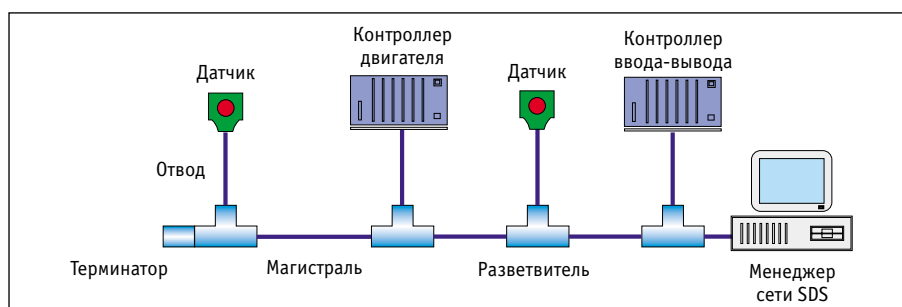 Контроллер
двигателя
Контроллер
ввода-вывода
Датчик
Датчик
Отвод
Терминатор
Магистраль
Разветвитель
Менеджер
сети SDS